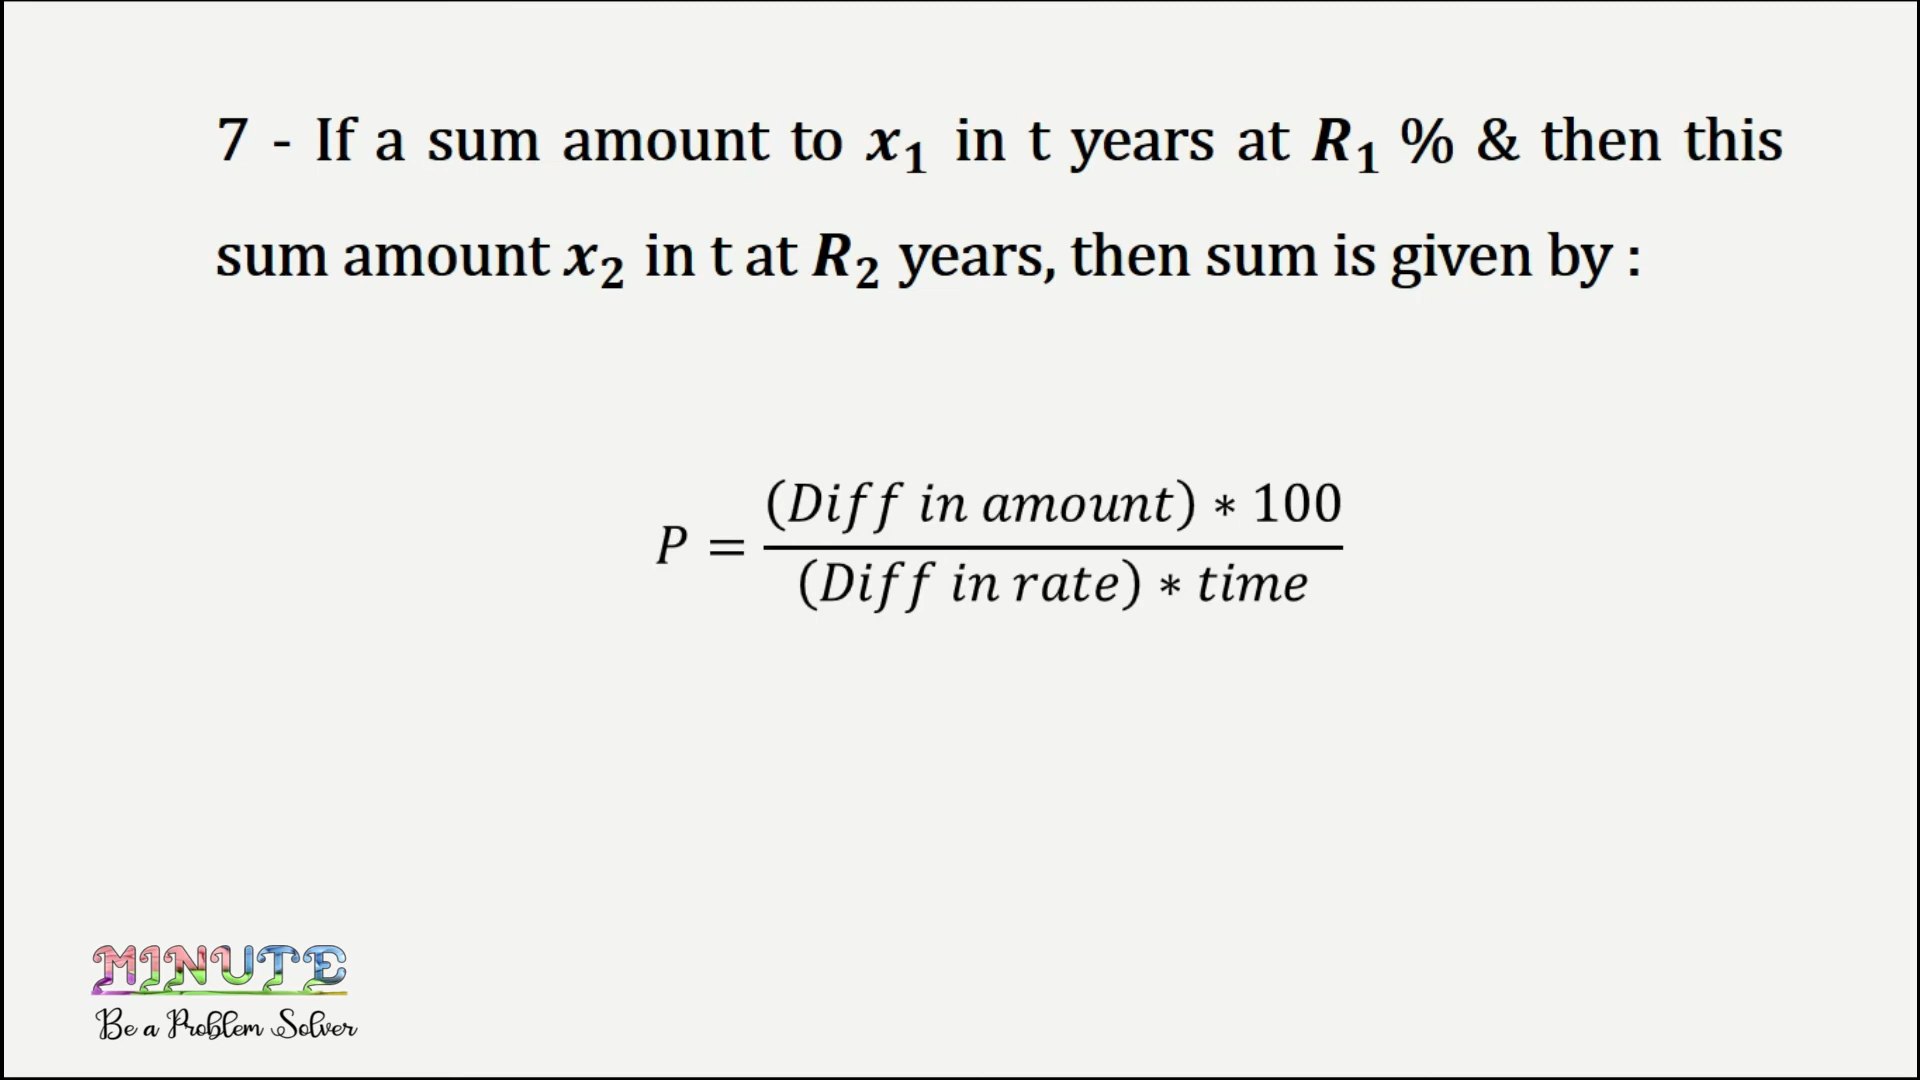 7 - If a sum amount to x₁ in t years at R₁ % & then this
sum amount x₂ in t at R₂ years, then sum is given by :
P = (Diff in amount) * 100 / (Diff in rate) * time
MINUTE
Be a Problem Solver